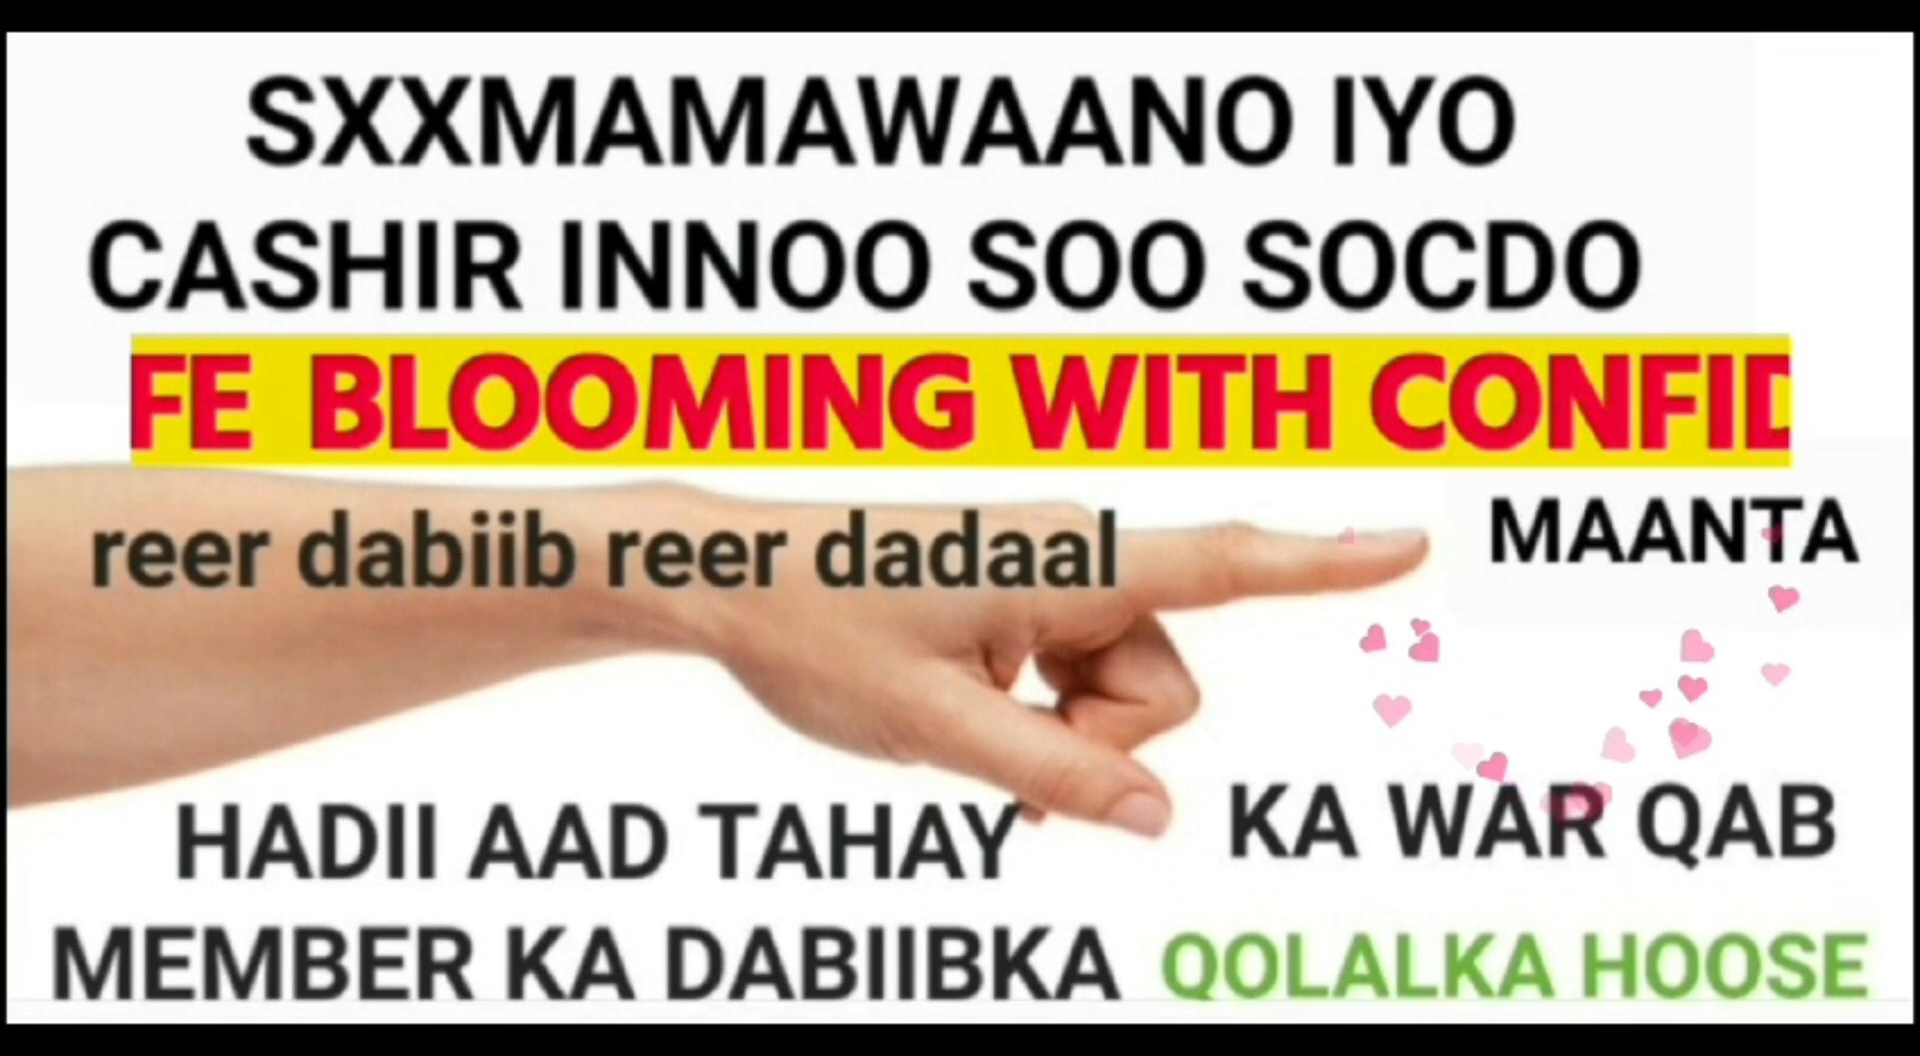 SXXMAMAWAANO IYO
CASHIR INNOO SOO SOCDO
FE BLOOMING WITH CONFID
reer dabiib reer dadaal
MAANTA
HADII AAD TAHAY
KA WAR QAB
MEMBER KA DABIIBKA
QOLALKA HOOSE